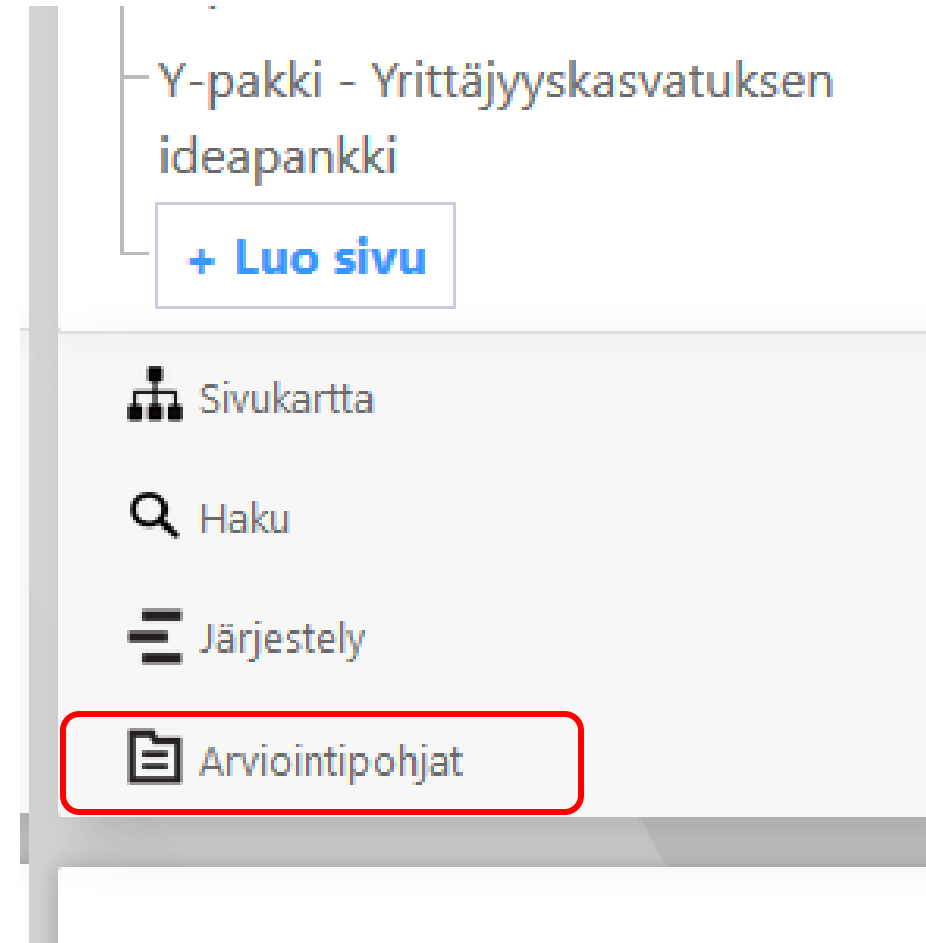 Y-pakki - Yrittäjyyskasvatuksen
ideapankki
+ Luo sivu
Sivukartta
Haku
Järjestely
Arviointipohjat